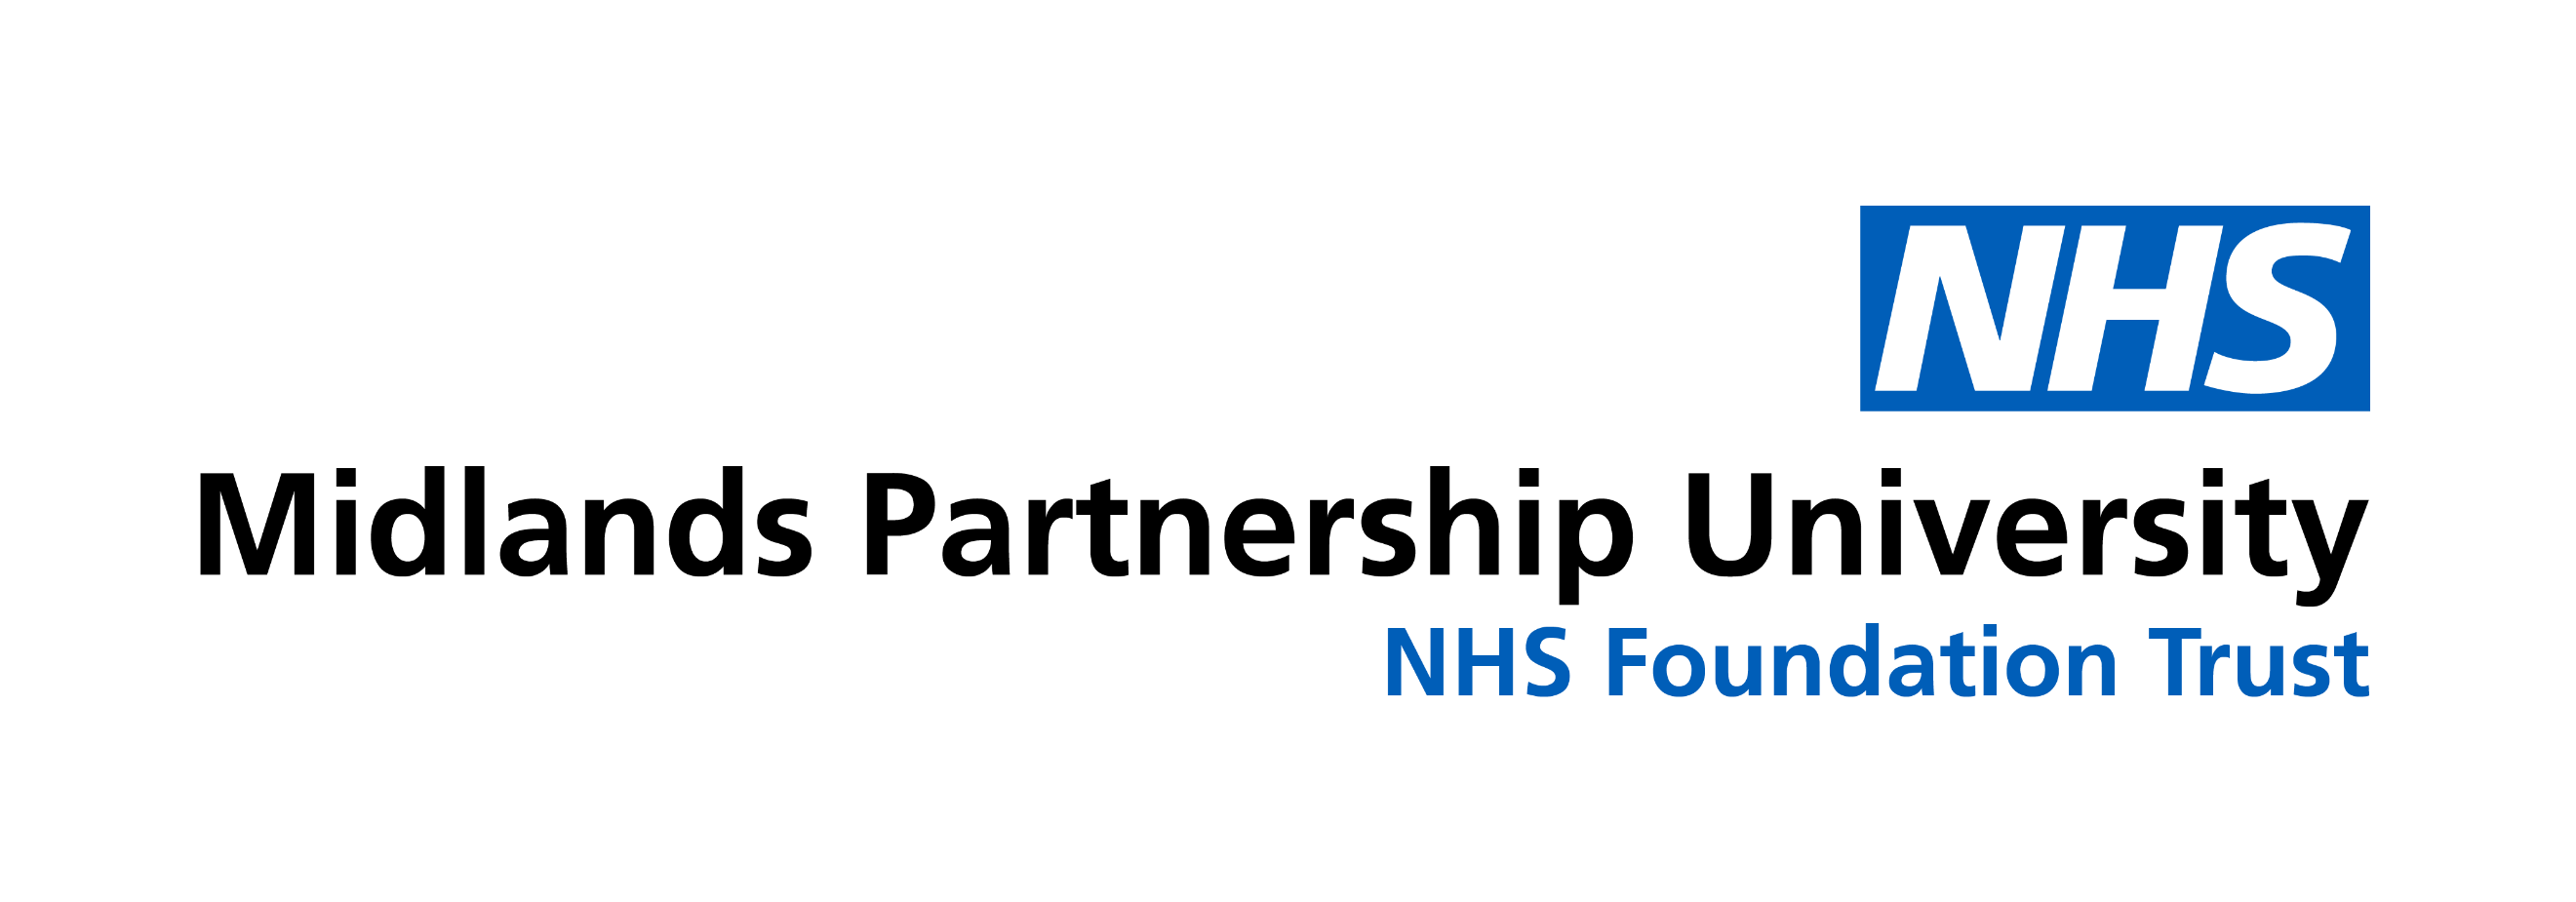 NHS
Midlands Partnership University
NHS Foundation Trust